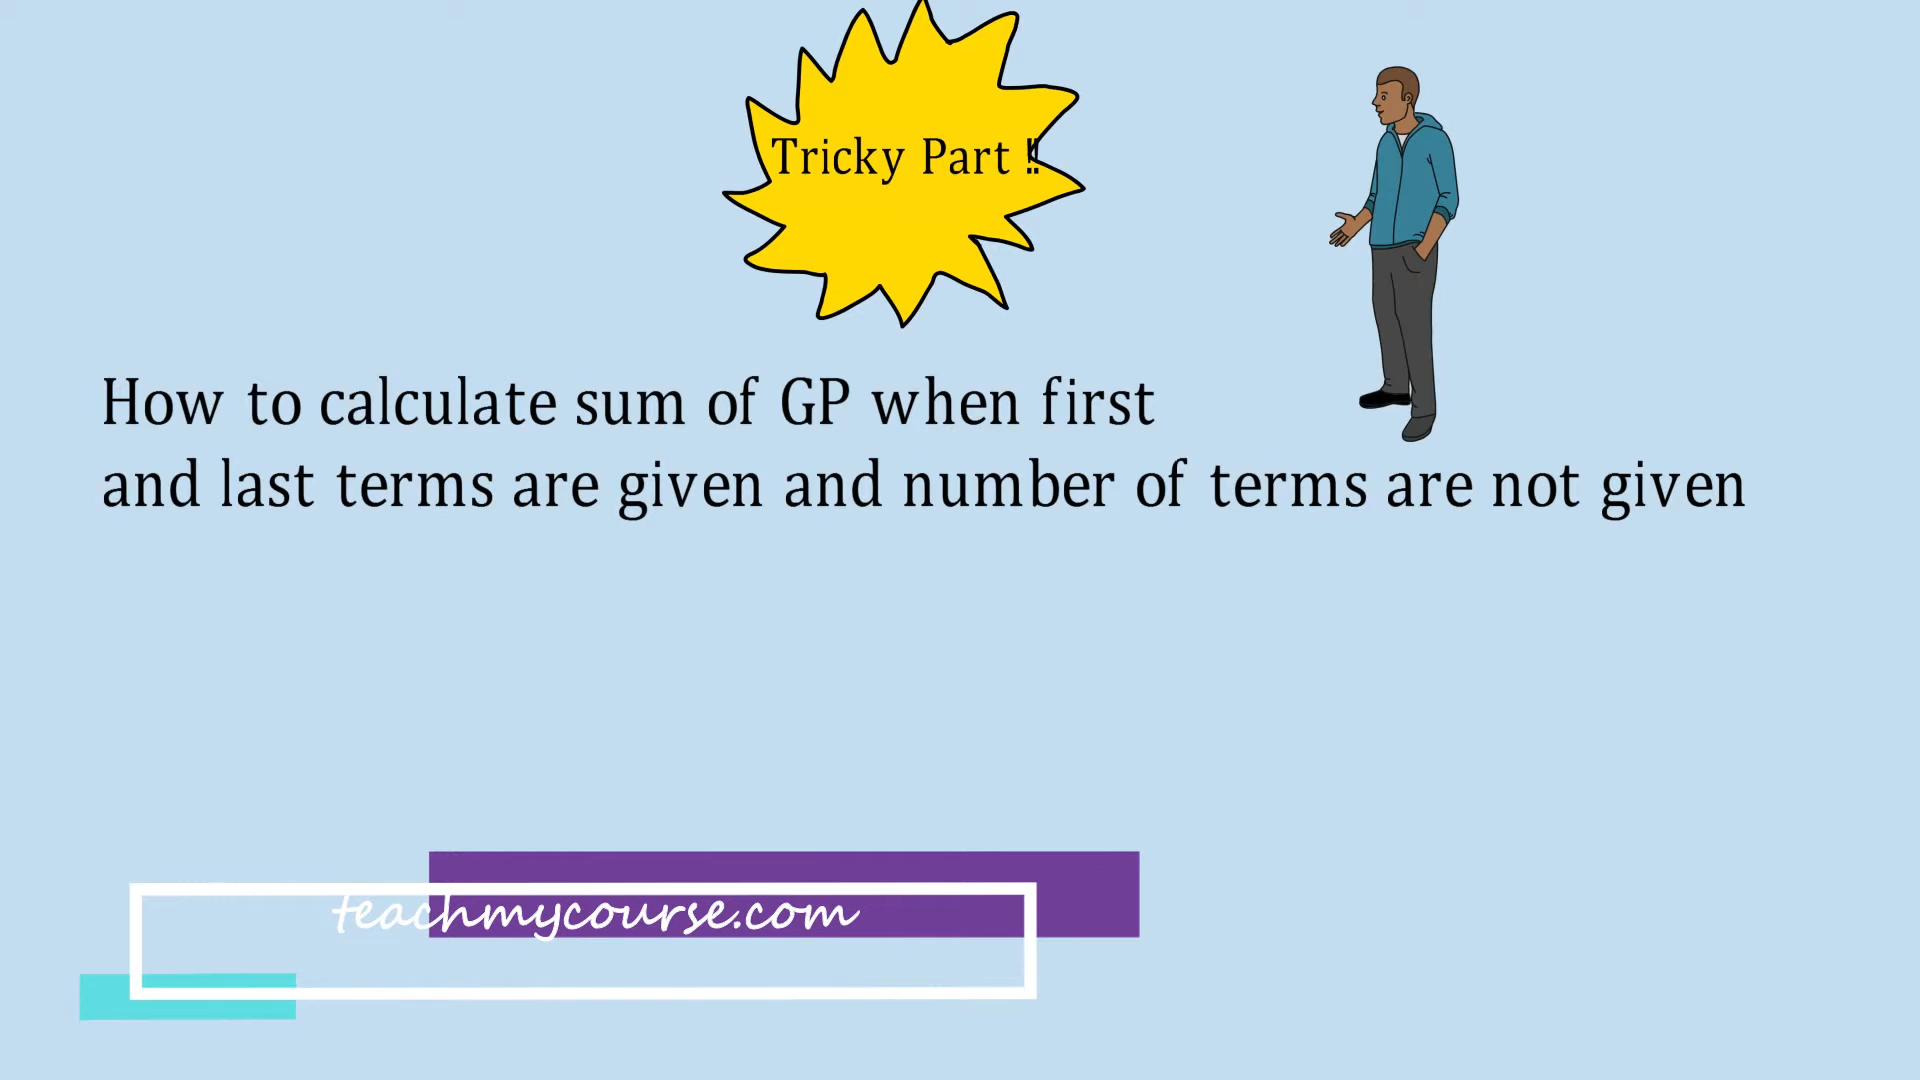 Tricky Part !!
How to calculate sum of GP when first
and last terms are given and number of terms are not given
teachmycourse.com